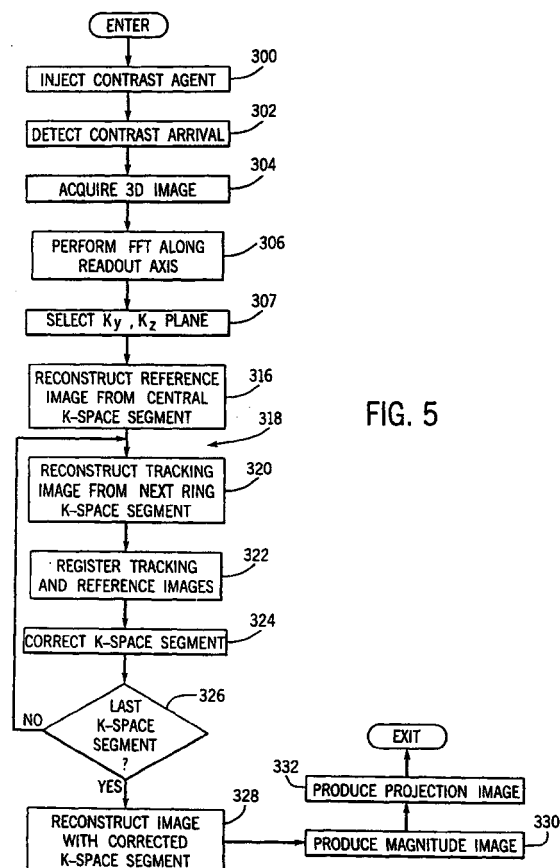 ENTER
300
INJECT CONTRAST AGENT
302
DETECT CONTRAST ARRIVAL
304
ACQUIRE 3D IMAGE
306
PERFORM FFT ALONG
READOUT AXIS
307
SELECT Ky, Kz PLANE
316
RECONSTRUCT REFERENCE
IMAGE FROM CENTRAL
K-SPACE SEGMENT
318
FIG. 5
320
RECONSTRUCT TRACKING
IMAGE FROM NEXT RING
K-SPACE SEGMENT
322
REGISTER TRACKING
AND REFERENCE IMAGES
324
CORRECT K-SPACE SEGMENT
326
LAST
K-SPACE
SEGMENT
?
NO
YES
328
RECONSTRUCT IMAGE
WITH CORRECTED
K-SPACE SEGMENT
EXIT
332
PRODUCE PROJECTION IMAGE
330
PRODUCE MAGNITUDE IMAGE